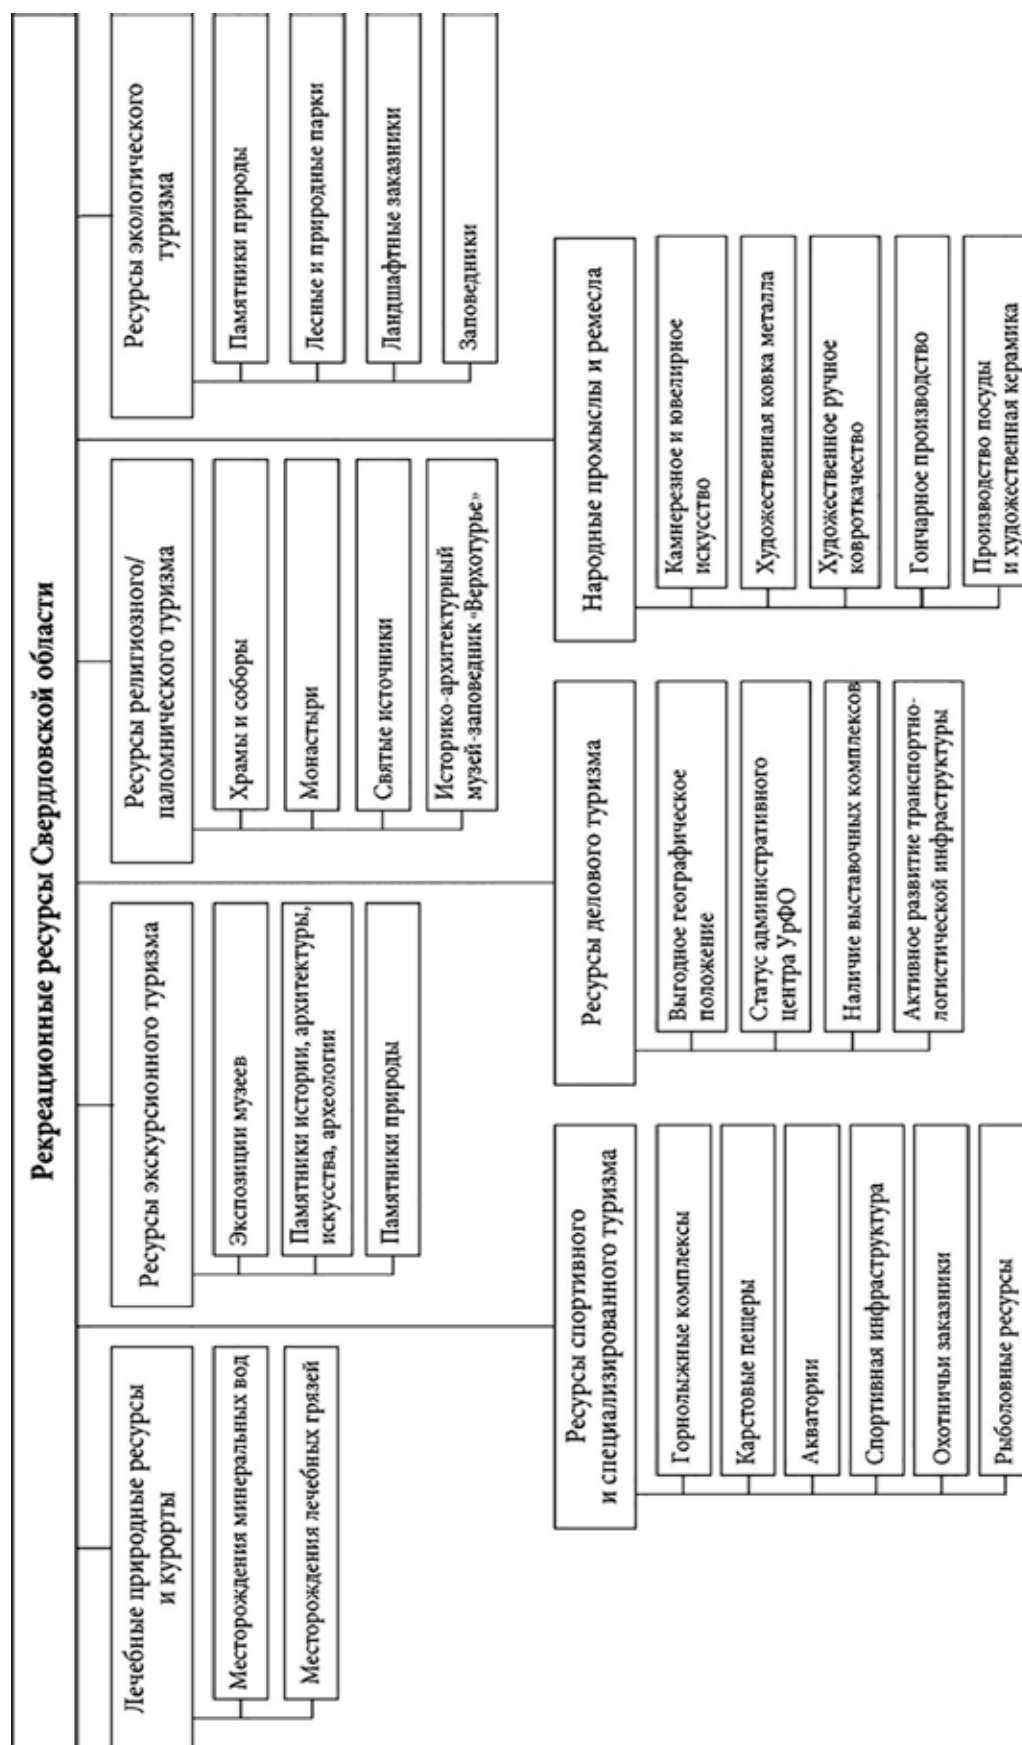 Рекреационные ресурсы Свердловской области
Лечебные природные ресурсы
и курорты
Месторождения минеральных вод
Месторождения лечебных грязей
Ресурсы экскурсионного туризма
Экспозиции музеев
Памятники истории, архитектуры,
искусства, археологии
Памятники природы
Ресурсы религиозного/
паломнического туризма
Храмы и соборы
Монастыри
Святые источники
Историко-архитектурный
музей-заповедник «Верхотурье»
Ресурсы экологического
туризма
Памятники природы
Лесные и природные парки
Ландшафтные заказники
Заповедники
Ресурсы спортивного
и специализированного туризма
Горнолыжные комплексы
Карстовые пещеры
Акватории
Спортивная инфраструктура
Охотничьи заказники
Рыболовные ресурсы
Ресурсы делового туризма
Выгодное географическое
положение
Статус административного
центра УрФО
Наличие выставочных комплексов
Активное развитие транспортно-
логистической инфраструктуры
Народные промыслы и ремесла
Камнерезное и ювелирное
искусство
Художественная ковка металла
Художественное ручное
ковроткачество
Гончарное производство
Производство посуды
и художественная керамика